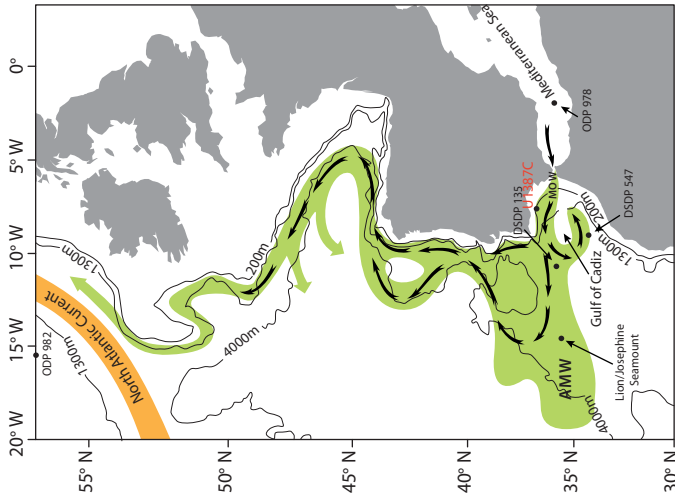 0°
5°W
10°W
15°W
20°W
55° N
50° N
45° N
40° N
35° N
30° N
Mediterranean Sea
ODP 978
MOW
U1387C
DSDP 135
DSDP 547
200m
1300m
Gulf of Cadiz
Lion/Josephine
Seamount
AMW
4000m
200m
4000m
1300m
North Atlantic Current
1300m
ODP 982